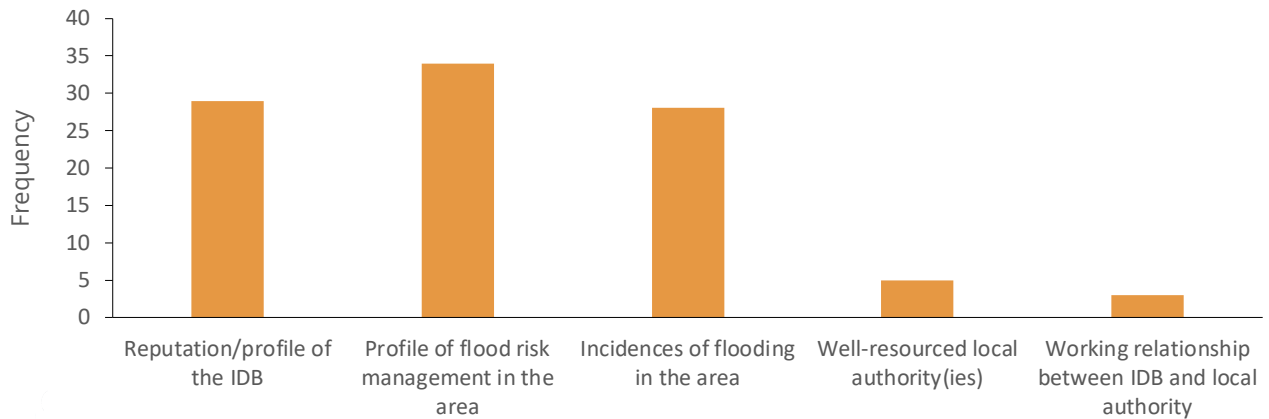 40
35
30
25
20
15
10
5
0
Frequency
Reputation/profile of
the IDB
Profile of flood risk
management in the
area
Incidences of flooding
in the area
Well-resourced local
authority(ies)
Working relationship
between IDB and local
authority